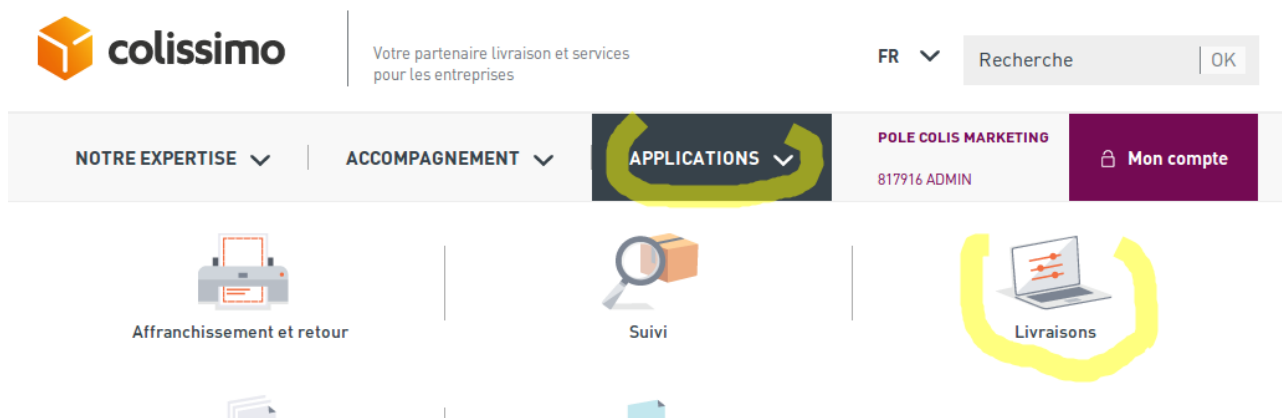 colissimo
Votre partenaire livraison et services
pour les entreprises
FR
Recherche
OK
NOTRE EXPERTISE
ACCOMPAGNEMENT
APPLICATIONS
POLE COLIS MARKETING
817916 ADMIN
Mon compte
Affranchissement et retour
Suivi
Livraisons